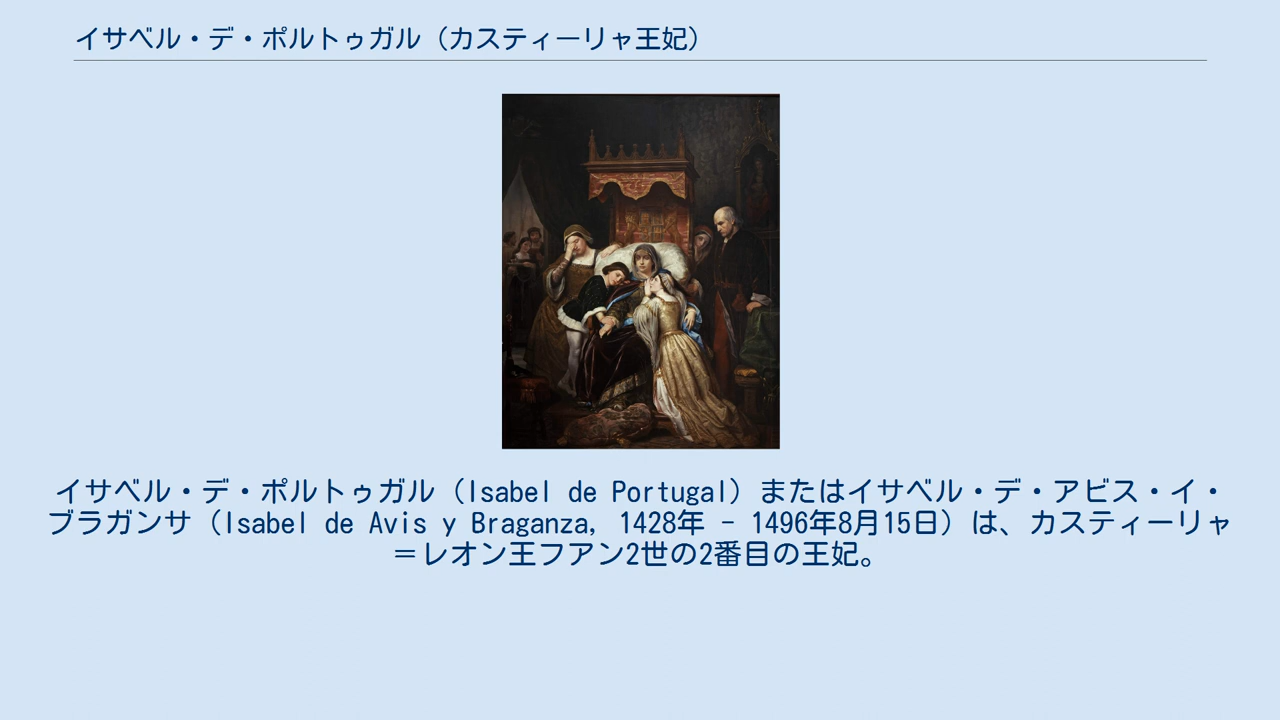 イサベル・デ・ポルトゥガル（カスティーリャ王妃）
イサベル・デ・ポルトゥガル（Isabel de Portugal）またはイサベル・デ・アビス・イ・
ブラガンサ（Isabel de Avis y Braganza, 1428年 - 1496年8月15日）は、カスティーリャ
＝レオン王フアン2世の2番目の王妃。